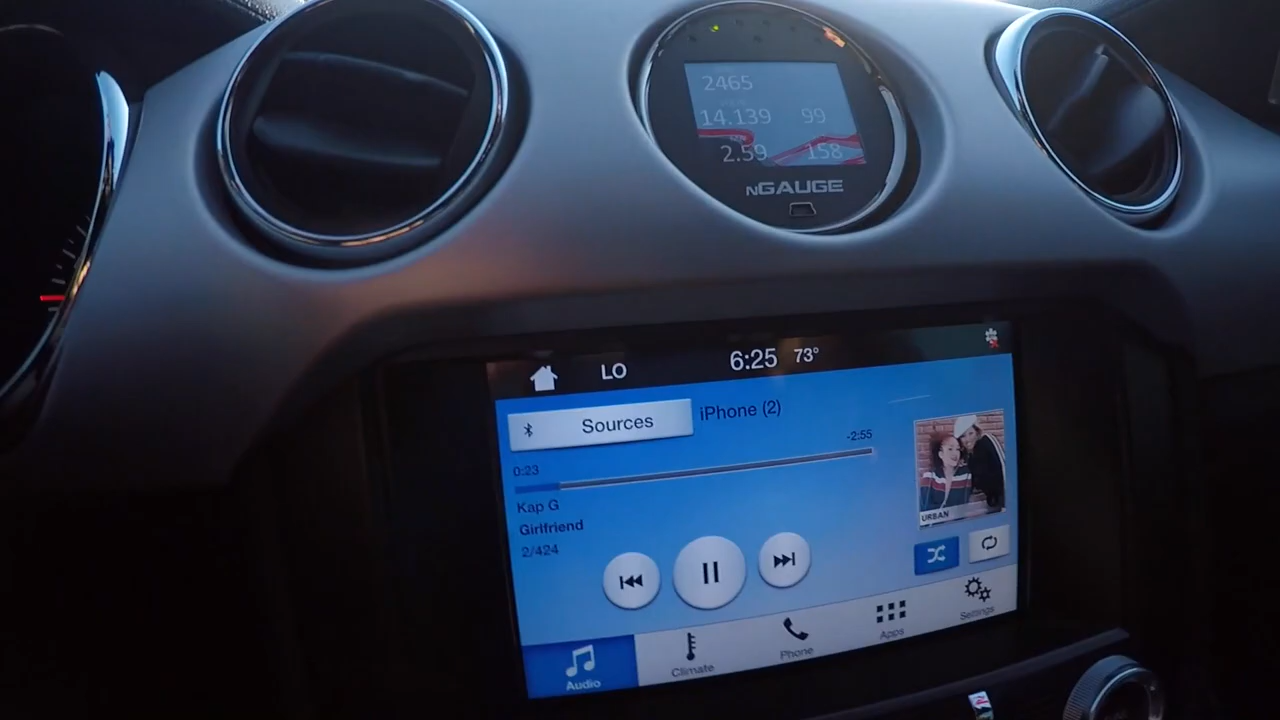 2465
14.139 99
2.59 158
nGAUGE
LO 6:25 73°
Sources iPhone (2)
0:23 -2:55
Kap G
Girlfriend
2/424
URBAN
Audio Climate Phone Apps Settings